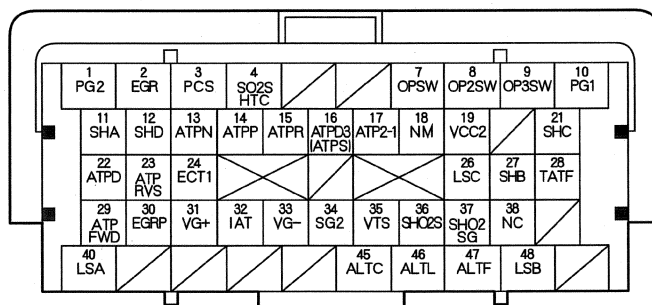 1 2 3 4 7 8 9 10
PG2 EGR PCS SO2S HTC OPSW OP2SW OP3SW PG1
11 12 13 14 15 16 17 18 19 21
SHA SHD ATPN ATPP ATPR ATPD3 (ATPS) ATP2-1 NM VCC2 SHC
22 23 24 26 27 28
ATPD ATP RVS ECT1 LSC SHB TATF
29 30 31 32 33 34 35 36 37 38
ATP FWD EGRP VG+ IAT VG- SG2 VTS SHO2S SHO2 SG NC
40 45 46 47 48
LSA ALTC ALTL ALTF LSB